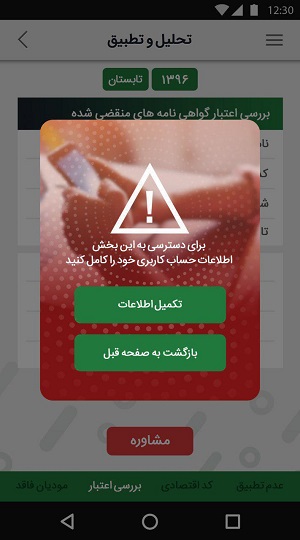 12:30
تحلیل و تطبیق
۱۳۹۶ تابستان
بررسی اعتبار گواهی نامه های منقضی شده
!
برای دسترسی به این بخش
اطلاعات حساب کاربری خود را کامل کنید
تکمیل اطلاعات
بازگشت به صفحه قبل
مشاوره
عدم تطبیق کد اقتصادی بررسی اعتبار مودیان فاقد